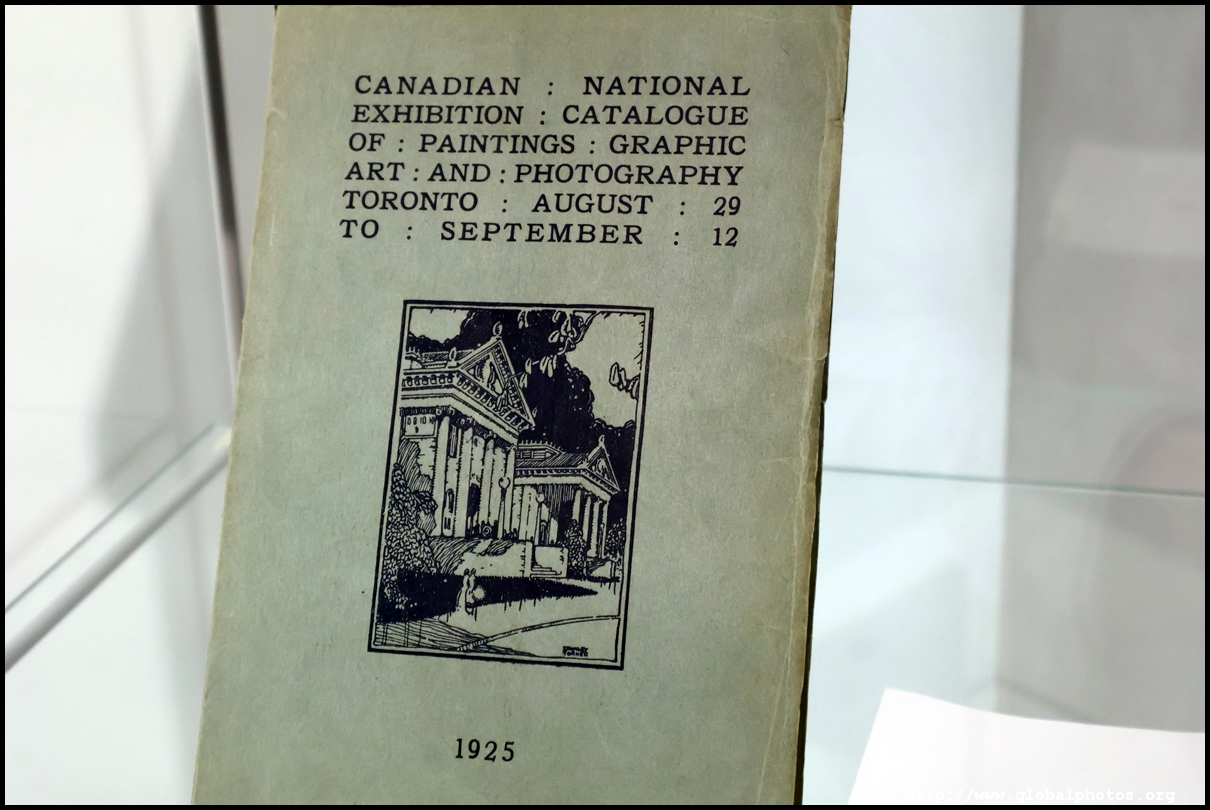 CANADIAN : NATIONAL
EXHIBITION : CATALOGUE
OF : PAINTINGS : GRAPHIC
ART : AND : PHOTOGRAPHY
TORONTO : AUGUST : 29
TO : SEPTEMBER : 12
1925
http://www.globalphotos.org